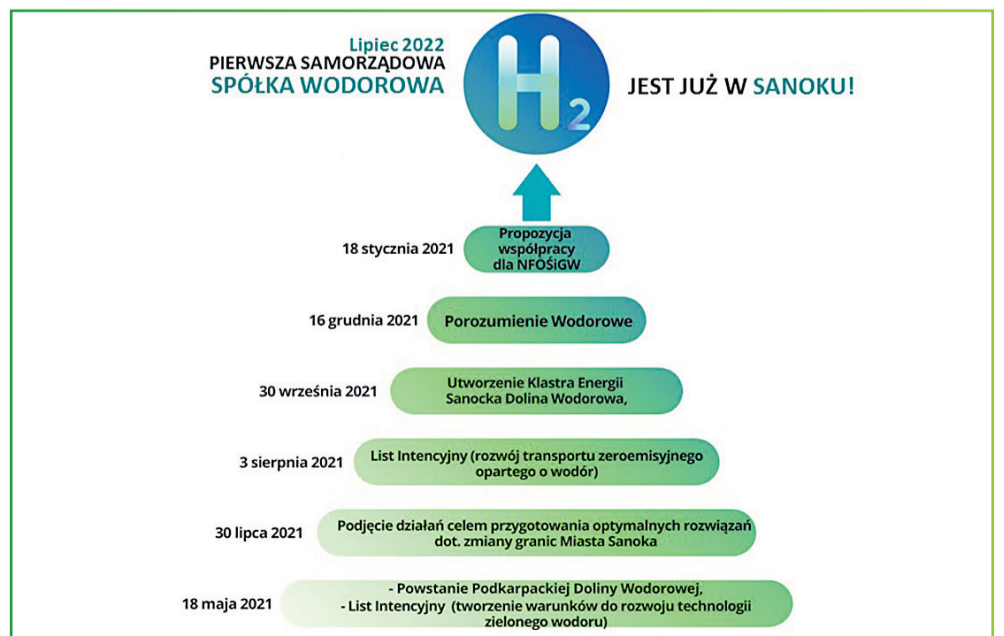 Lipiec 2022
PIERWSZA SAMORZĄDOWA
SPÓŁKA WODOROWA
H2
JEST JUŻ W SANOKU!
18 stycznia 2021
Propozycja
współpracy
dla NFOŚiGW
16 grudnia 2021
Porozumienie Wodorowe
30 września 2021
Utworzenie Klastra Energii
Sanocka Dolina Wodorowa,
3 sierpnia 2021
List Intencyjny (rozwój transportu zeroemisyjnego
opartego o wodór)
30 lipca 2021
Podjęcie działań celem przygotowania optymalnych rozwiązań
dot. zmiany granic Miasta Sanoka
18 maja 2021
- Powstanie Podkarpackiej Doliny Wodorowej,
- List Intencyjny (tworzenie warunków do rozwoju technologii
zielonego wodoru)